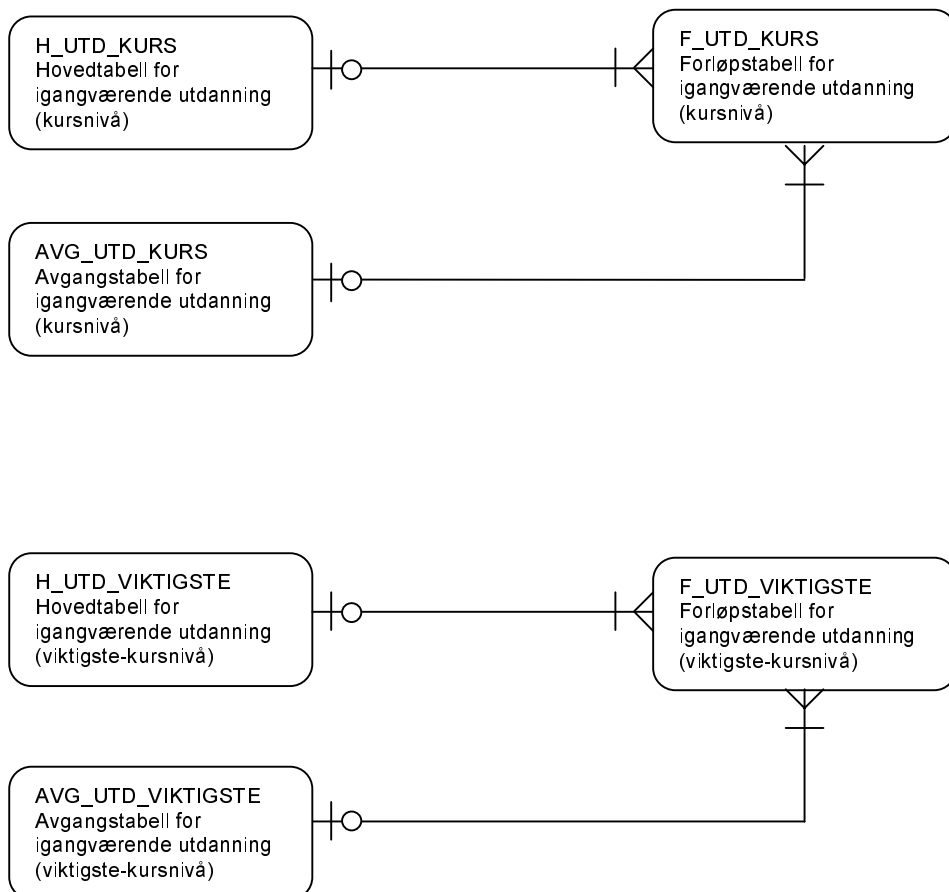 H_UTD_KURS
Hovedtabell for
igangværende utdanning
(kursnivå)
F_UTD_KURS
Forløpstabell for
igangværende utdanning
(kursnivå)
AVG_UTD_KURS
Avgangstabell for
igangværende utdanning
(kursnivå)
H_UTD_VIKTIGSTE
Hovedtabell for
igangværende utdanning
(viktigste-kursnivå)
F_UTD_VIKTIGSTE
Forløpstabell for
igangværende utdanning
(viktigste-kursnivå)
AVG_UTD_VIKTIGSTE
Avgangstabell for
igangværende utdanning
(viktigste-kursnivå)